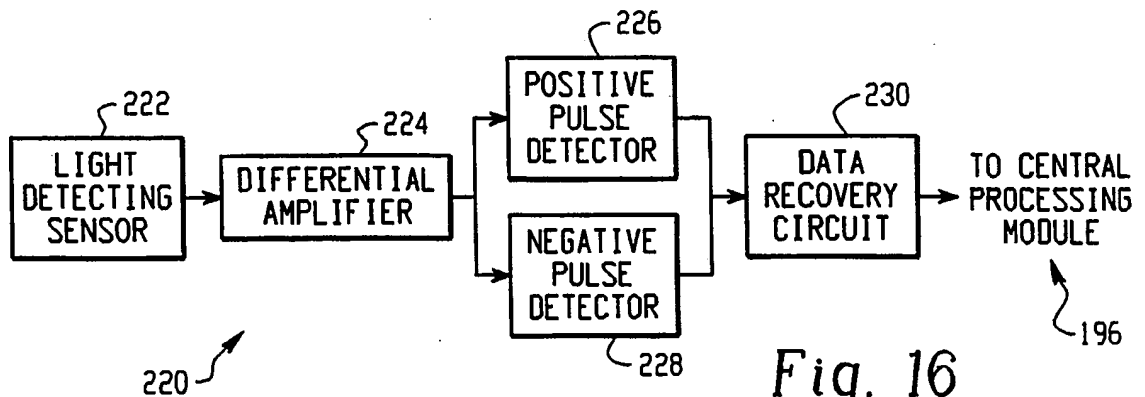 222
LIGHT
DETECTING
SENSOR
224
DIFFERENTIAL
AMPLIFIER
226
POSITIVE
PULSE
DETECTOR
NEGATIVE
PULSE
DETECTOR
228
230
DATA
RECOVERY
CIRCUIT
TO CENTRAL
PROCESSING
MODULE
196
220
Fig. 16